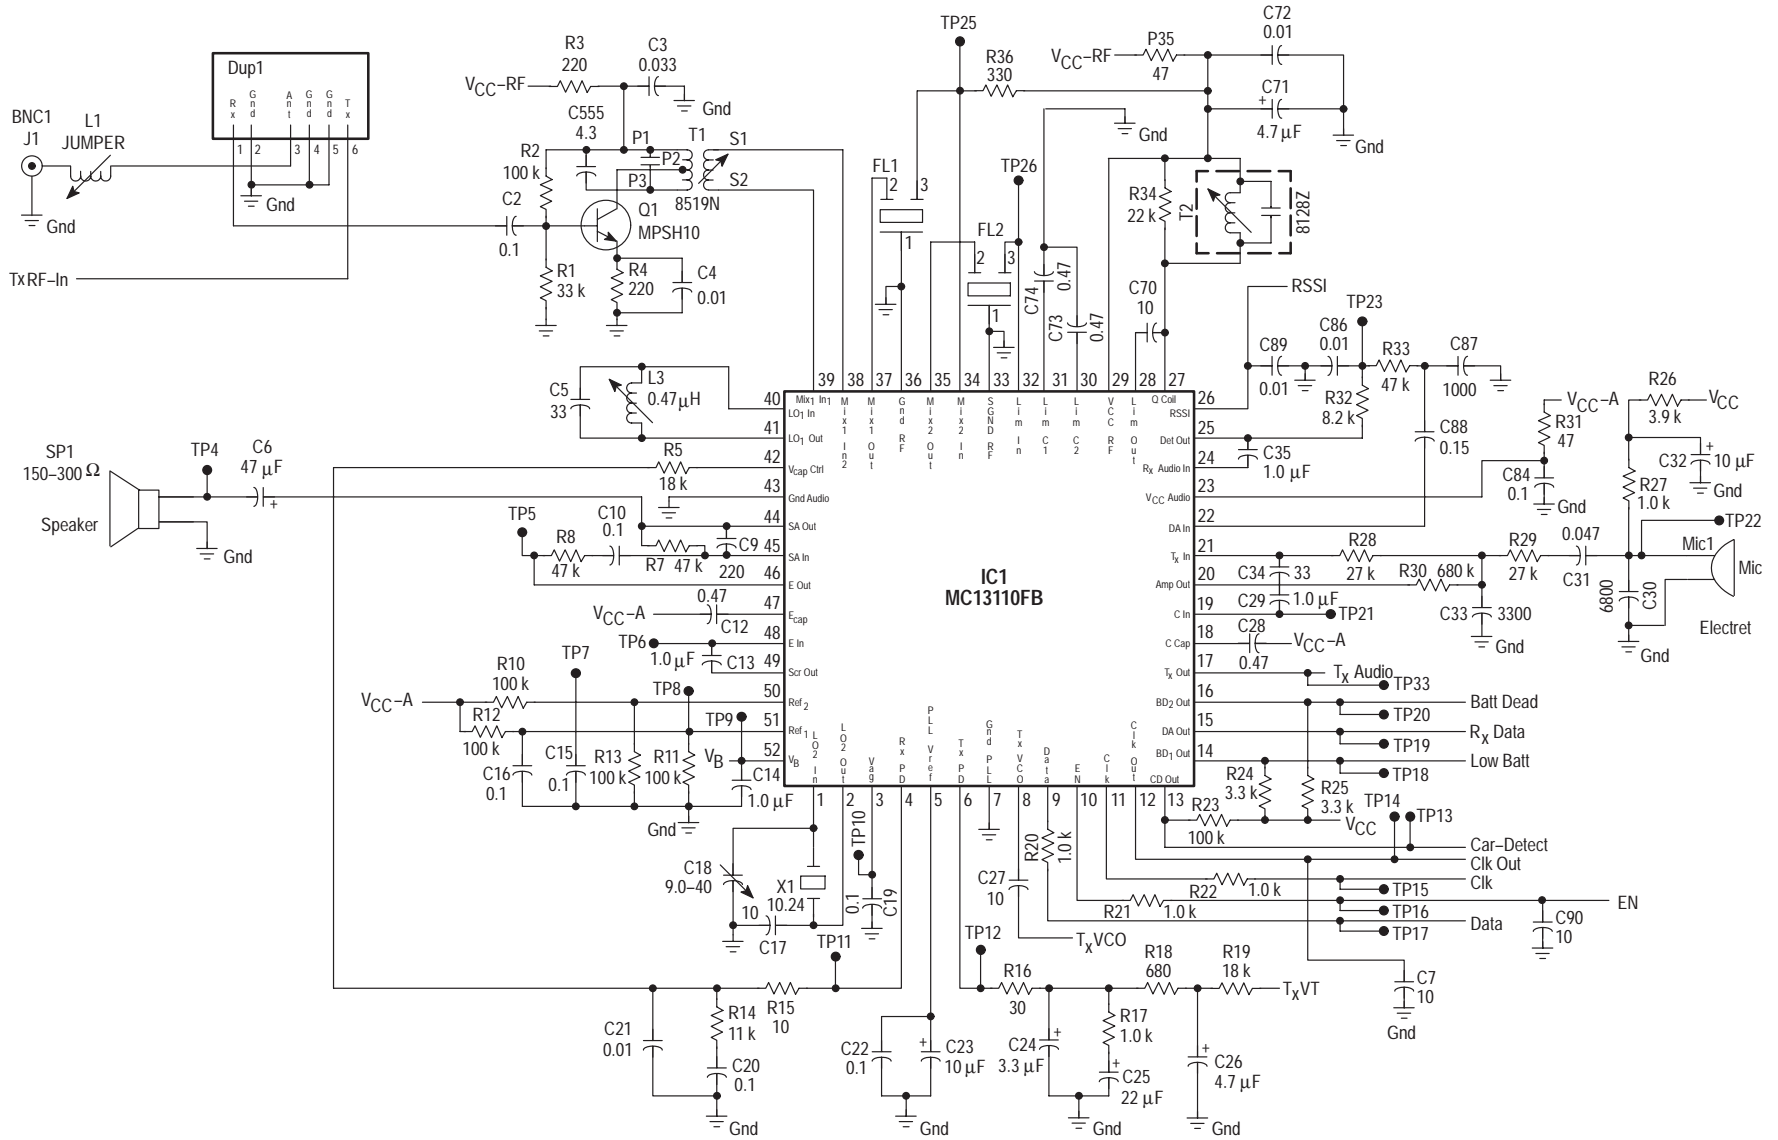 BNC1
J1
L1
JUMPER
Gnd
Dup1
Rx
Gnd
Ant
Gnd
Gnd
Tx
1
2
3
4
5
6
Gnd
Tx RF–In
VCC–RF
R3
220
C3
0.033
Gnd
C555
4.3
R2
100 k
C2
0.1
P1
P2
P3
T1
S1
S2
8519N
Q1
MPSH10
R1
33 k
R4
220
C4
0.01
TP25
R36
330
VCC–RF
P35
47
C72
0.01
C71
+
4.7 µF
Gnd
Gnd
FL1
2
3
1
TP26
FL2
2
3
1
C74
0.47
C73
0.47
R34
22 k
T2
8128Z
C70
10
RSSI
TP23
C89
0.01
C86
0.01
R33
47 k
C87
1000
R32
8.2 k
C88
0.15
C35
1.0 µF
VCC–A
R31
47
C84
0.1
Gnd
R26
3.9 k
VCC
+
C32
10 µF
Gnd
R27
1.0 k
TP22
Mic1
Mic
Electret
C5
33
L3
0.47µH
R5
18 k
SP1
150–300 Ω
Speaker
TP4
C6
47 µF
+
Gnd
TP5
R8
47 k
C10
0.1
R7
47 k
C9
220
0.47
VCC–A
C12
TP6
1.0 µF
C13
TP7
R10
100 k
TP8
VCC–A
R12
100 k
TP9
VB
C16
0.1
C15
0.1
R13
100 k
R11
100 k
C14
1.0 µF
Gnd
39
38
37
36
35
34
33
32
31
30
29
28
27
Mix1 In1
Mix1 In2
Mix1 Out
Gnd RF
Mix2 Out
Mix2 In
SGND RF
Lim In
Lim C1
Lim C2
VCC RF
Lim Out
Q Coil
40
LO1 In
41
LO1 Out
42
Vcap Ctrl
43
Gnd Audio
44
SA Out
45
SA In
46
E Out
47
Ecap
48
E In
49
Scr Out
50
Ref2
51
Ref1
52
VB
IC1
MC13110FB
26
RSSI
25
Det Out
24
Rx Audio In
23
VCC Audio
22
DA In
21
Tx In
20
Amp Out
19
C In
18
C Cap
17
Tx Out
16
BD2 Out
15
DA Out
14
BD1 Out
LO2 In
LO2 Out
Vag
Rx PD
PLL Vref
Tx PD
Gnd PLL
Tx VCO
Data
EN
Clk
Clk Out
CD Out
1
2
3
4
5
6
7
8
9
10
11
12
13
R28
27 k
R29
27 k
0.047
C31
C34
33
R30
680 k
C29
1.0 µF
TP21
C33
3300
Gnd
6800
C30
Gnd
C28
0.47
VCC–A
Tx Audio
TP33
Batt Dead
TP20
Rx Data
TP19
Low Batt
TP18
R24
3.3 k
R25
3.3 k
R23
100 k
VCC
TP14
TP13
Car–Detect
Clk Out
Clk
TP15
R22
1.0 k
EN
TP16
R21
1.0 k
Data
TP17
C90
10
C7
10
Gnd
C18
9.0–40
X1
10.24
10
C17
TP10
0.1
C19
R20
1.0 k
C27
10
TxVCO
TP11
TP12
R15
10
R14
11 k
C21
0.01
C20
0.1
Gnd
C22
0.1
+
C23
10 µF
Gnd
R16
30
R18
680
R19
18 k
TxVT
C24
3.3 µF
+
R17
1.0 k
+
C25
22 µF
Gnd
+
C26
4.7 µF
Gnd